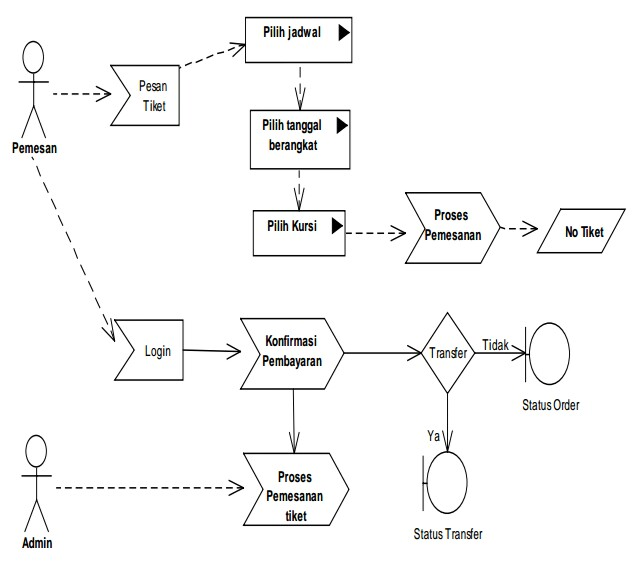 Pilih jadwal
Pesan
Tiket
Pemesan
Pilih tanggal
berangkat
Pilih Kursi
Proses
Pemesanan
No Tiket
Login
Konfirmasi
Pembayaran
Transfer
Tidak
Status Order
Ya
Proses
Pemesanan
tiket
Status Transfer
Admin